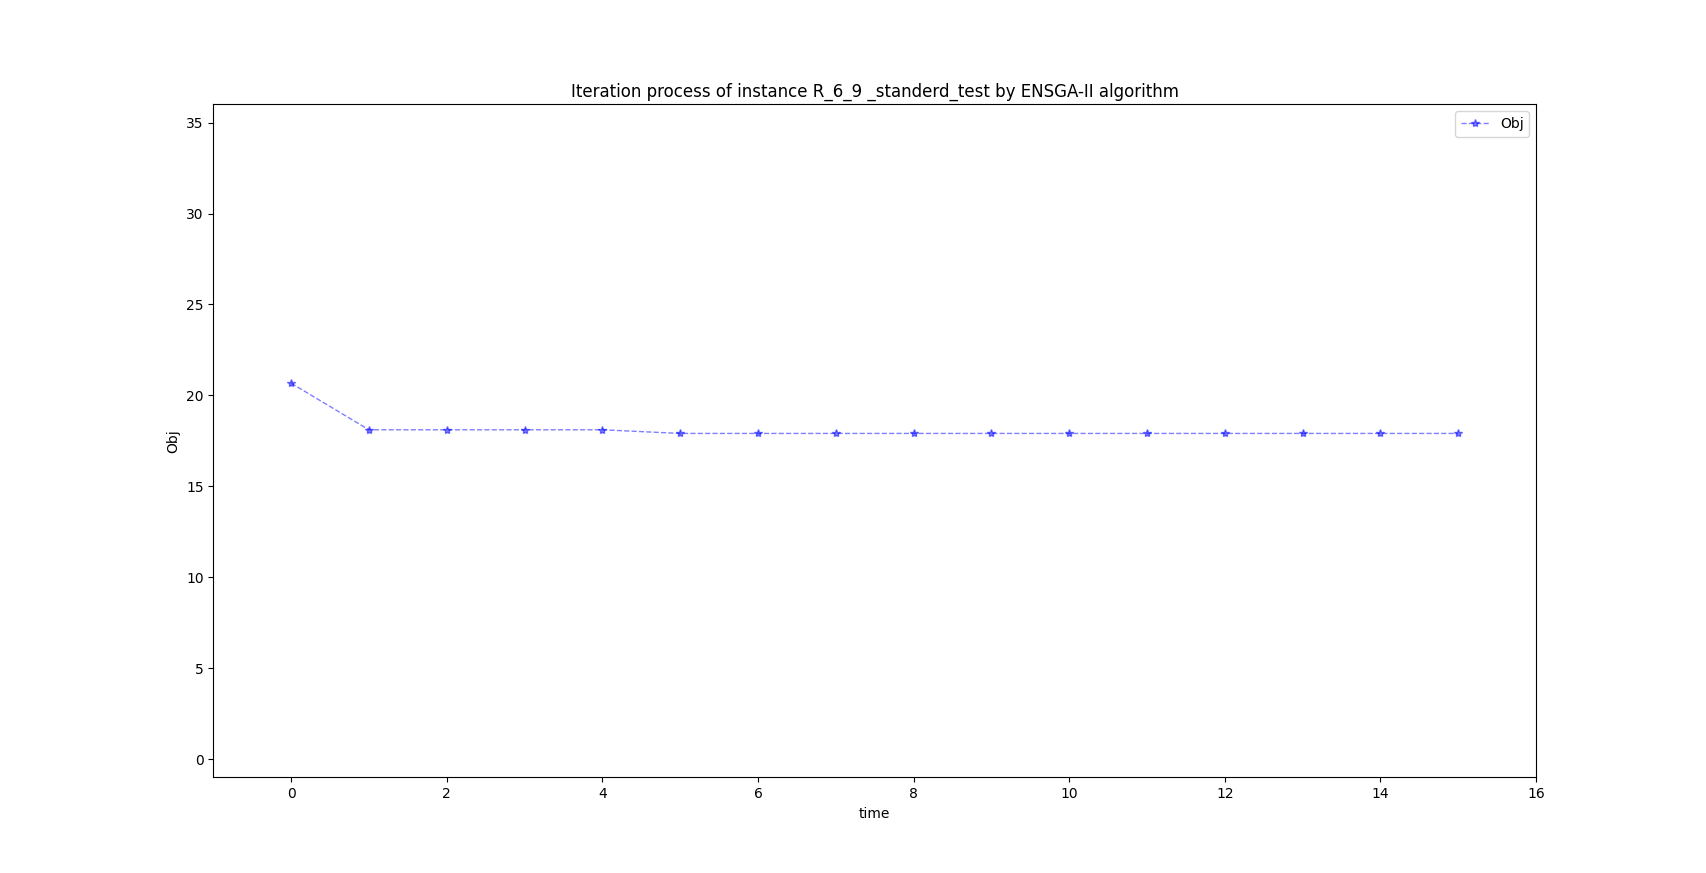 Iteration process of instance R_6_9 _standerd_test by ENSGA-II algorithm
Obj
35
30
25
20
15
10
5
0
Obj
0 2 4 6 8 10 12 14 16
time